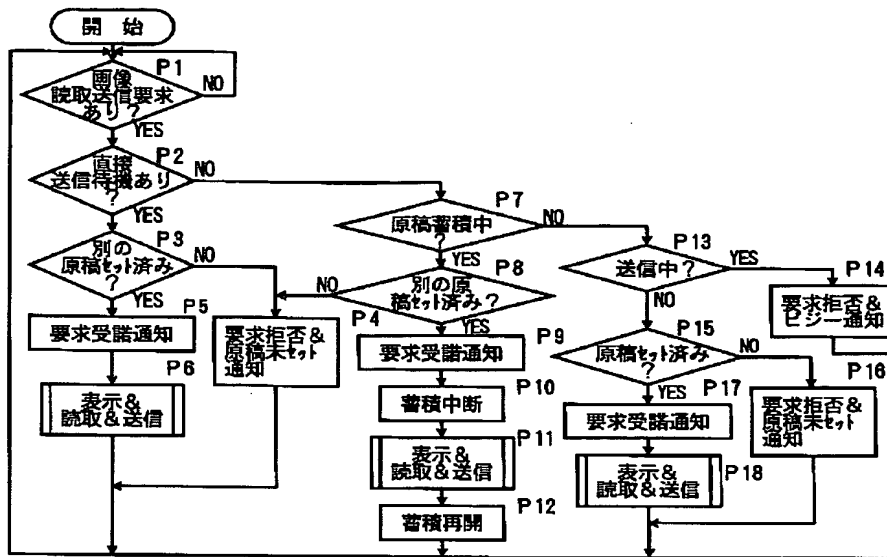 開 始
P1
画像
読取送信要求
あり?
NO
YES
P2
直接
送信待機あり
?
NO
YES
P3
別の
原稿セット済み
?
NO
YES
P4
要求拒否&
原稿未セット
通知
P5
要求受諾通知
P6
表示&
読取&送信
P7
原稿蓄積中
?
NO
YES
P8
別の原
稿セット済み?
NO
YES
P9
要求受諾通知
P10
蓄積中断
P11
表示&
読取&送信
P12
蓄積再開
P13
送信中?
YES
NO
P14
要求拒否&
ビジー通知
P15
原稿セット済み
?
NO
YES
P16
要求拒否&
原稿未セット
通知
P17
要求受諾通知
P18
表示&
読取&送信